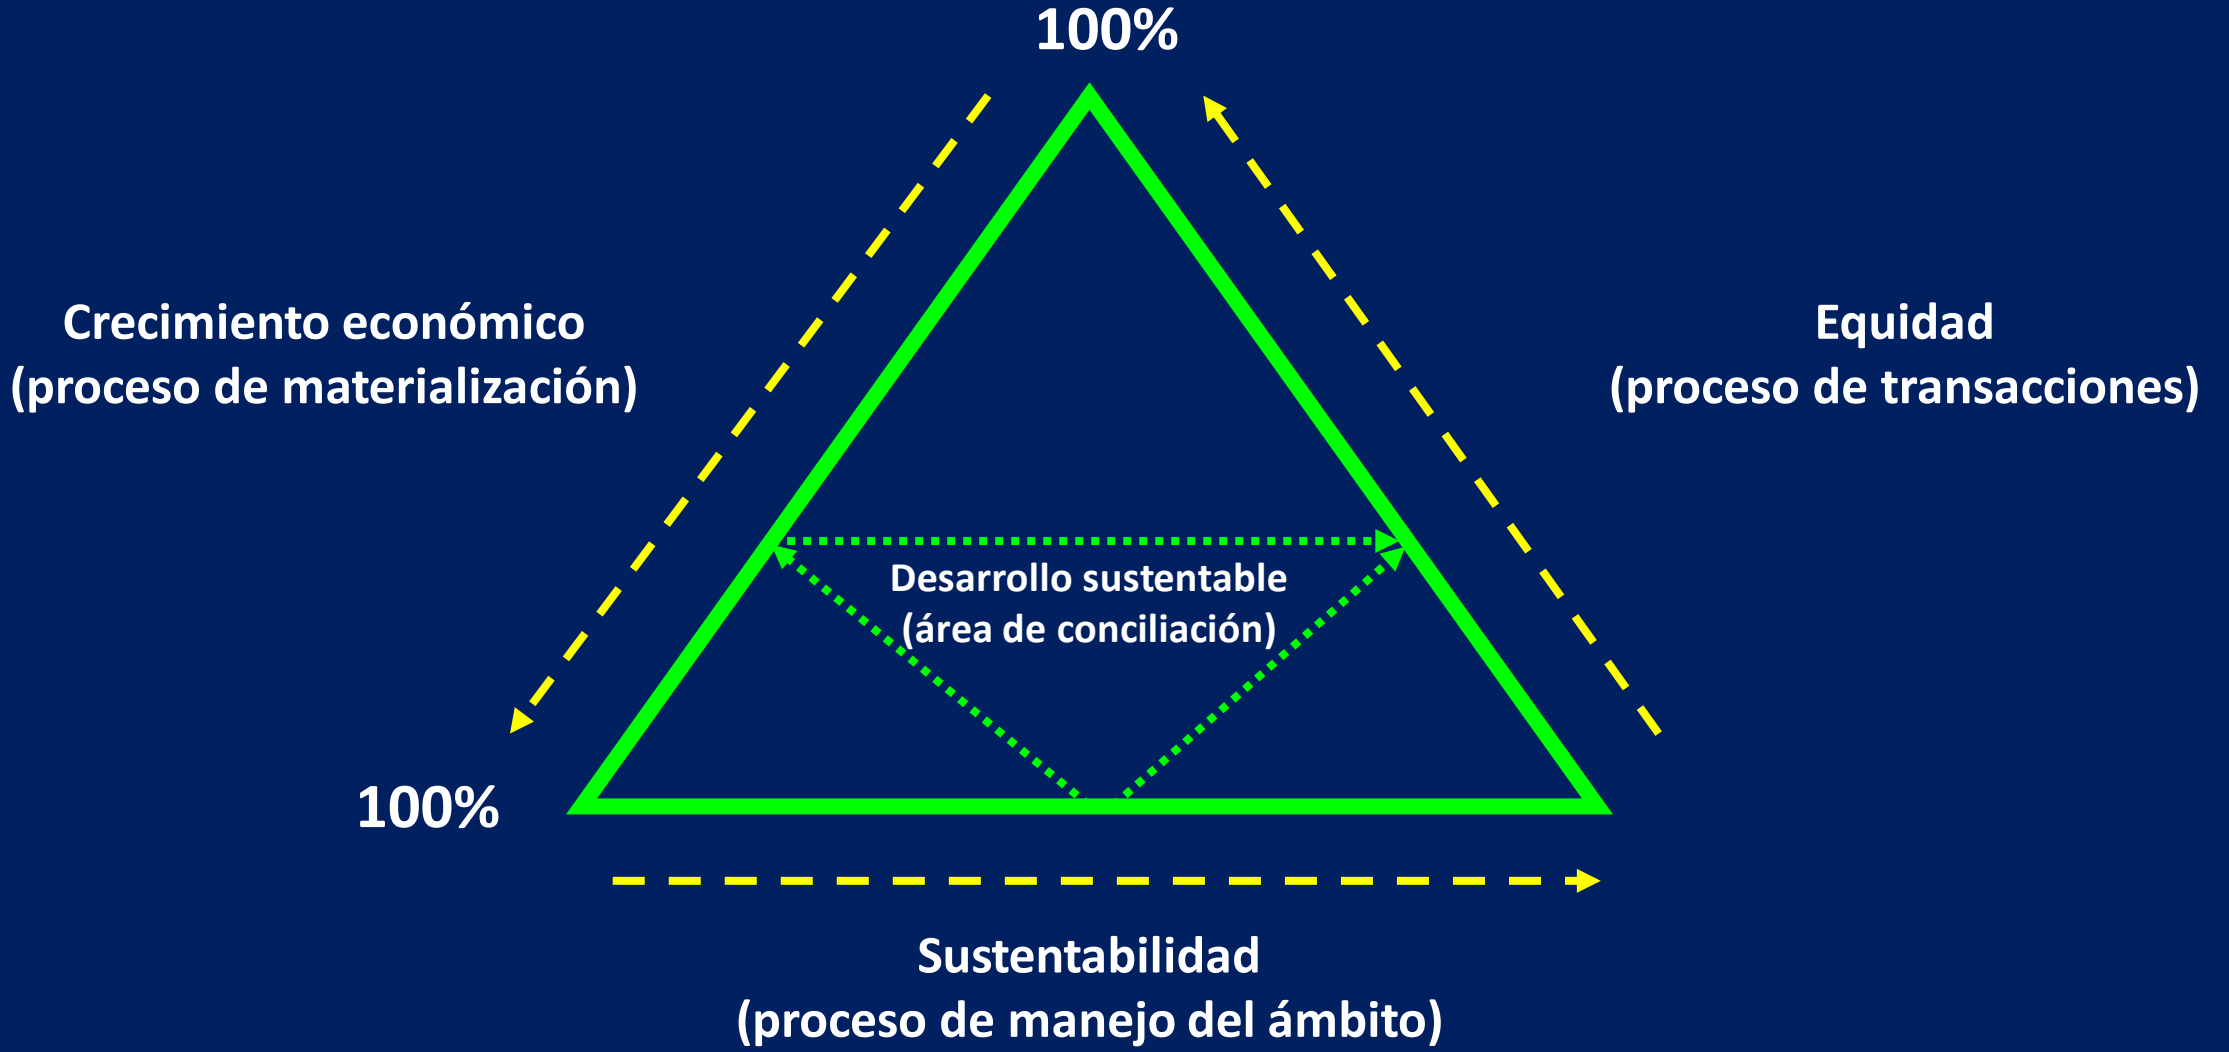 100%
Crecimiento económico
(proceso de materialización)
Equidad
(proceso de transacciones)
Desarrollo sustentable
(área de conciliación)
100%
Sustentabilidad
(proceso de manejo del ámbito)